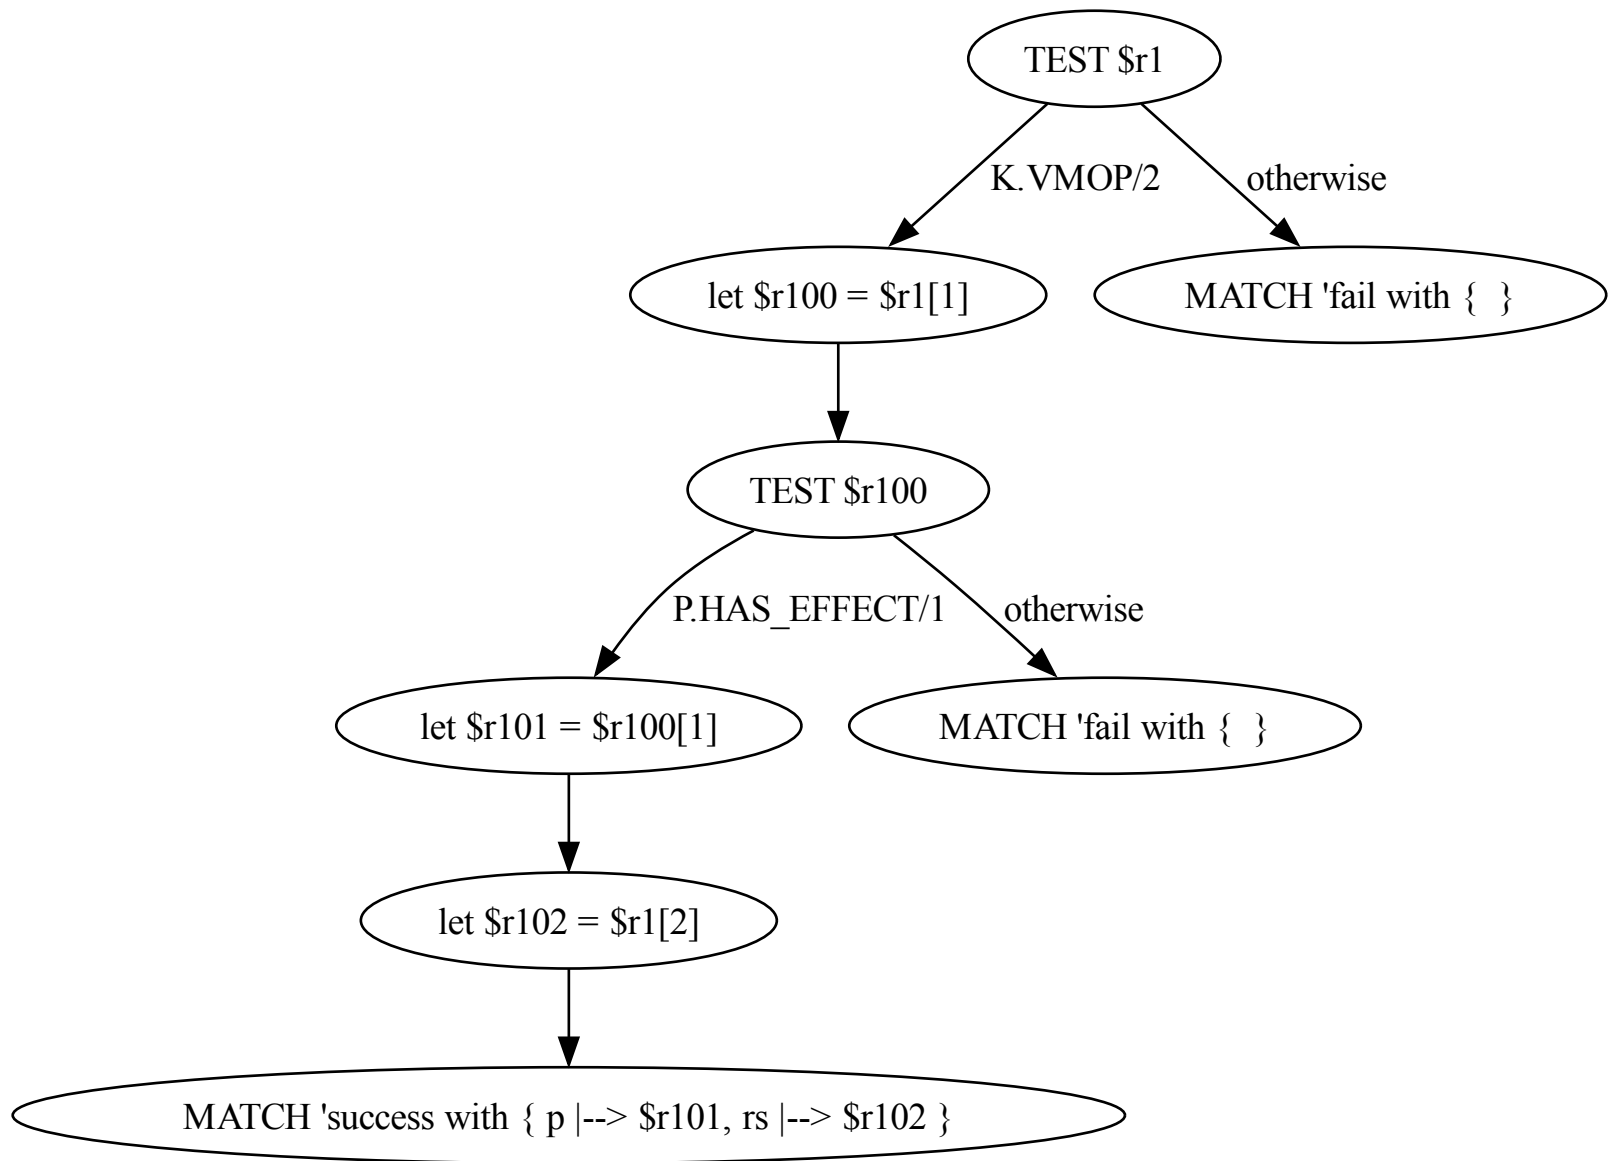 TEST $r1
K.VMOP/2
otherwise
let $r100 = $r1[1]
MATCH 'fail with {  }
TEST $r100
P.HAS_EFFECT/1
otherwise
let $r101 = $r100[1]
MATCH 'fail with {  }
let $r102 = $r1[2]
MATCH 'success with { p |--> $r101, rs |--> $r102 }